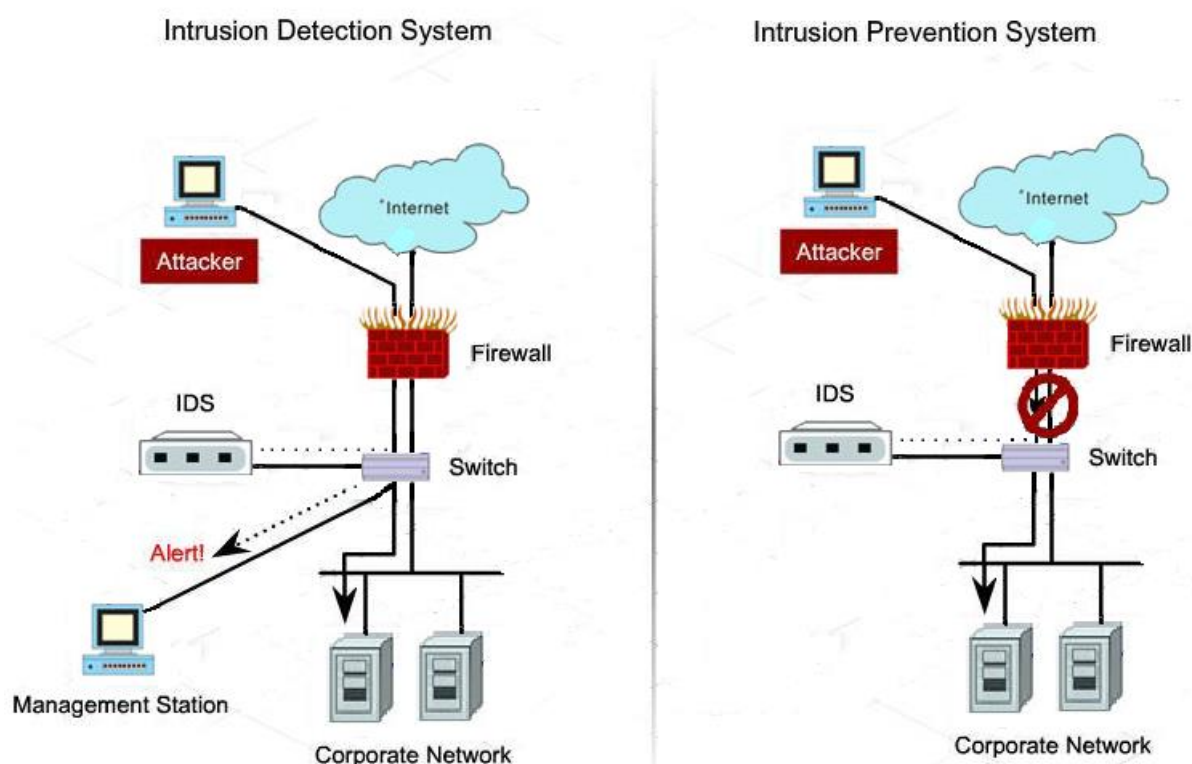 Intrusion Detection System
Internet
Attacker
Firewall
IDS
Switch
Alert!
Management Station
Corporate Network
Intrusion Prevention System
Internet
Attacker
Firewall
IDS
Switch
Corporate Network